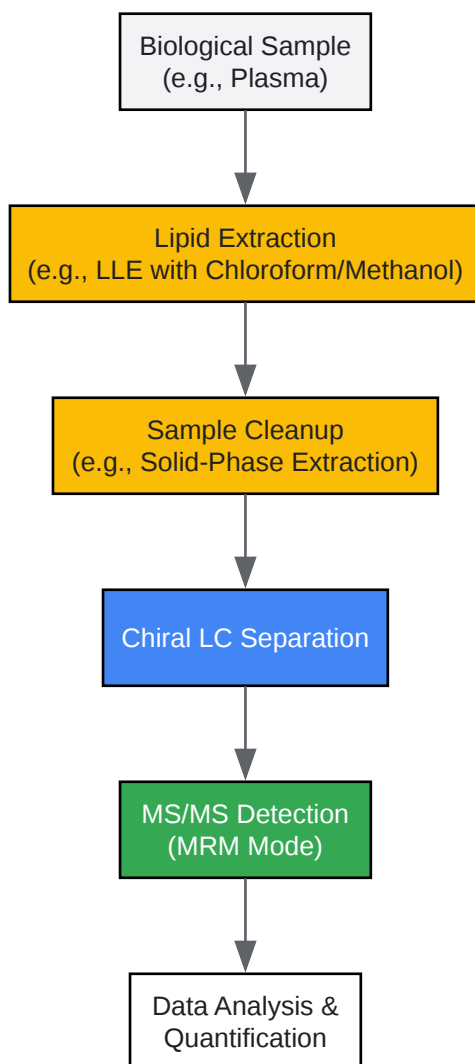 Biological Sample
(e.g., Plasma)
Lipid Extraction
(e.g., LLE with Chloroform/Methanol)
Sample Cleanup
(e.g., Solid-Phase Extraction)
Chiral LC Separation
MS/MS Detection
(MRM Mode)
Data Analysis &
Quantification